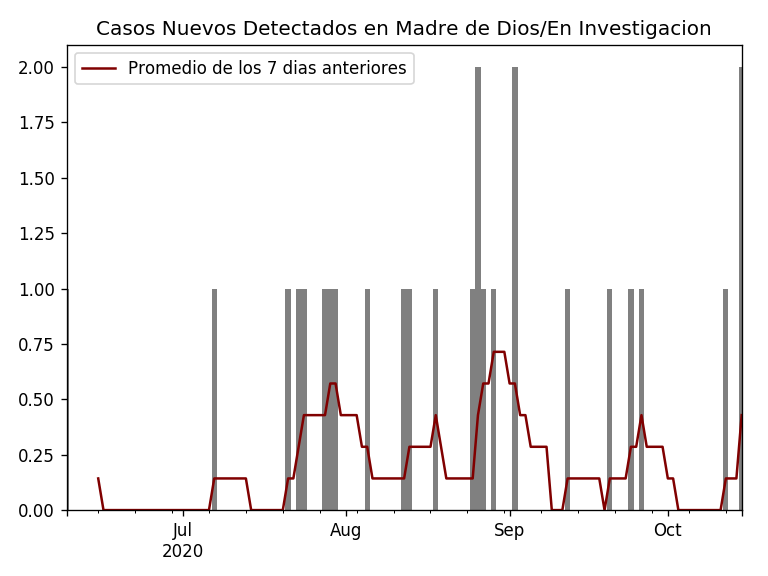 Casos Nuevos Detectados en Madre de Dios/En Investigacion
Promedio de los 7 dias anteriores
2.00
1.75
1.50
1.25
1.00
0.75
0.50
0.25
0.00
Jul
2020
Aug
Sep
Oct